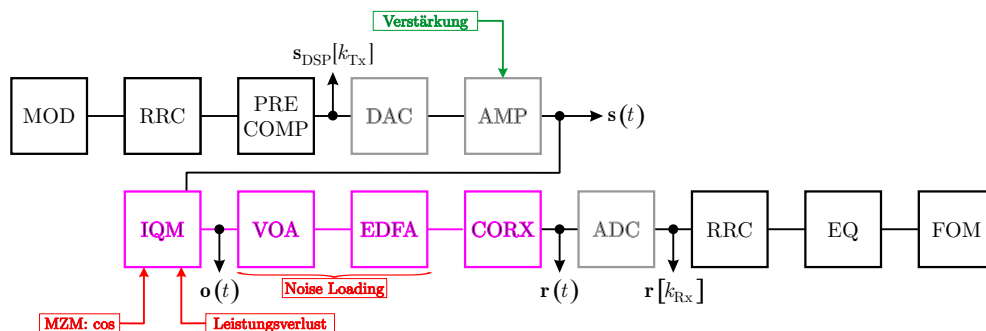 Verstärkung
s_DSP[k_Tx]
MOD
RRC
PRE
COMP
DAC
AMP
s(t)
IQM
VOA
EDFA
CORX
ADC
RRC
EQ
FOM
Noise Loading
o(t)
r(t)
r[k_Rx]
MZM: cos
Leistungsverlust